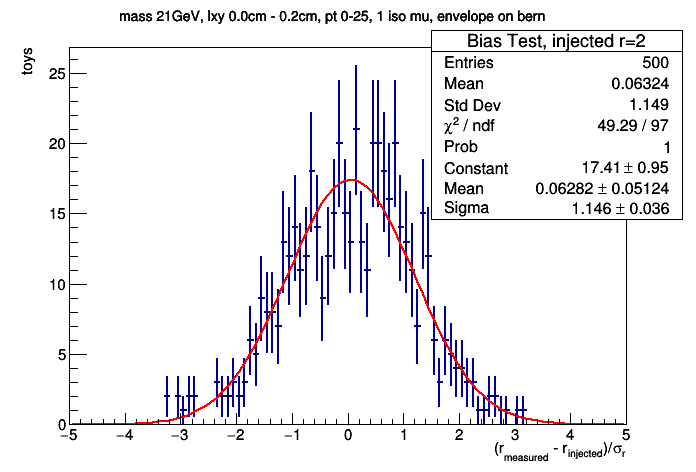 mass 21GeV, lxy 0.0cm - 0.2cm, pt 0-25, 1 iso mu, envelope on bern
Bias Test, injected r=2
Entries 500
Mean 0.06324
Std Dev 1.149
χ² / ndf 49.29 / 97
Prob 1
Constant 17.41 ± 0.95
Mean 0.06282 ± 0.05124
Sigma 1.146 ± 0.036
toys
25
20
15
10
5
0
−5 −4 −3 −2 −1 0 1 2 3 4 5
(r_measured - r_injected)/σ_r